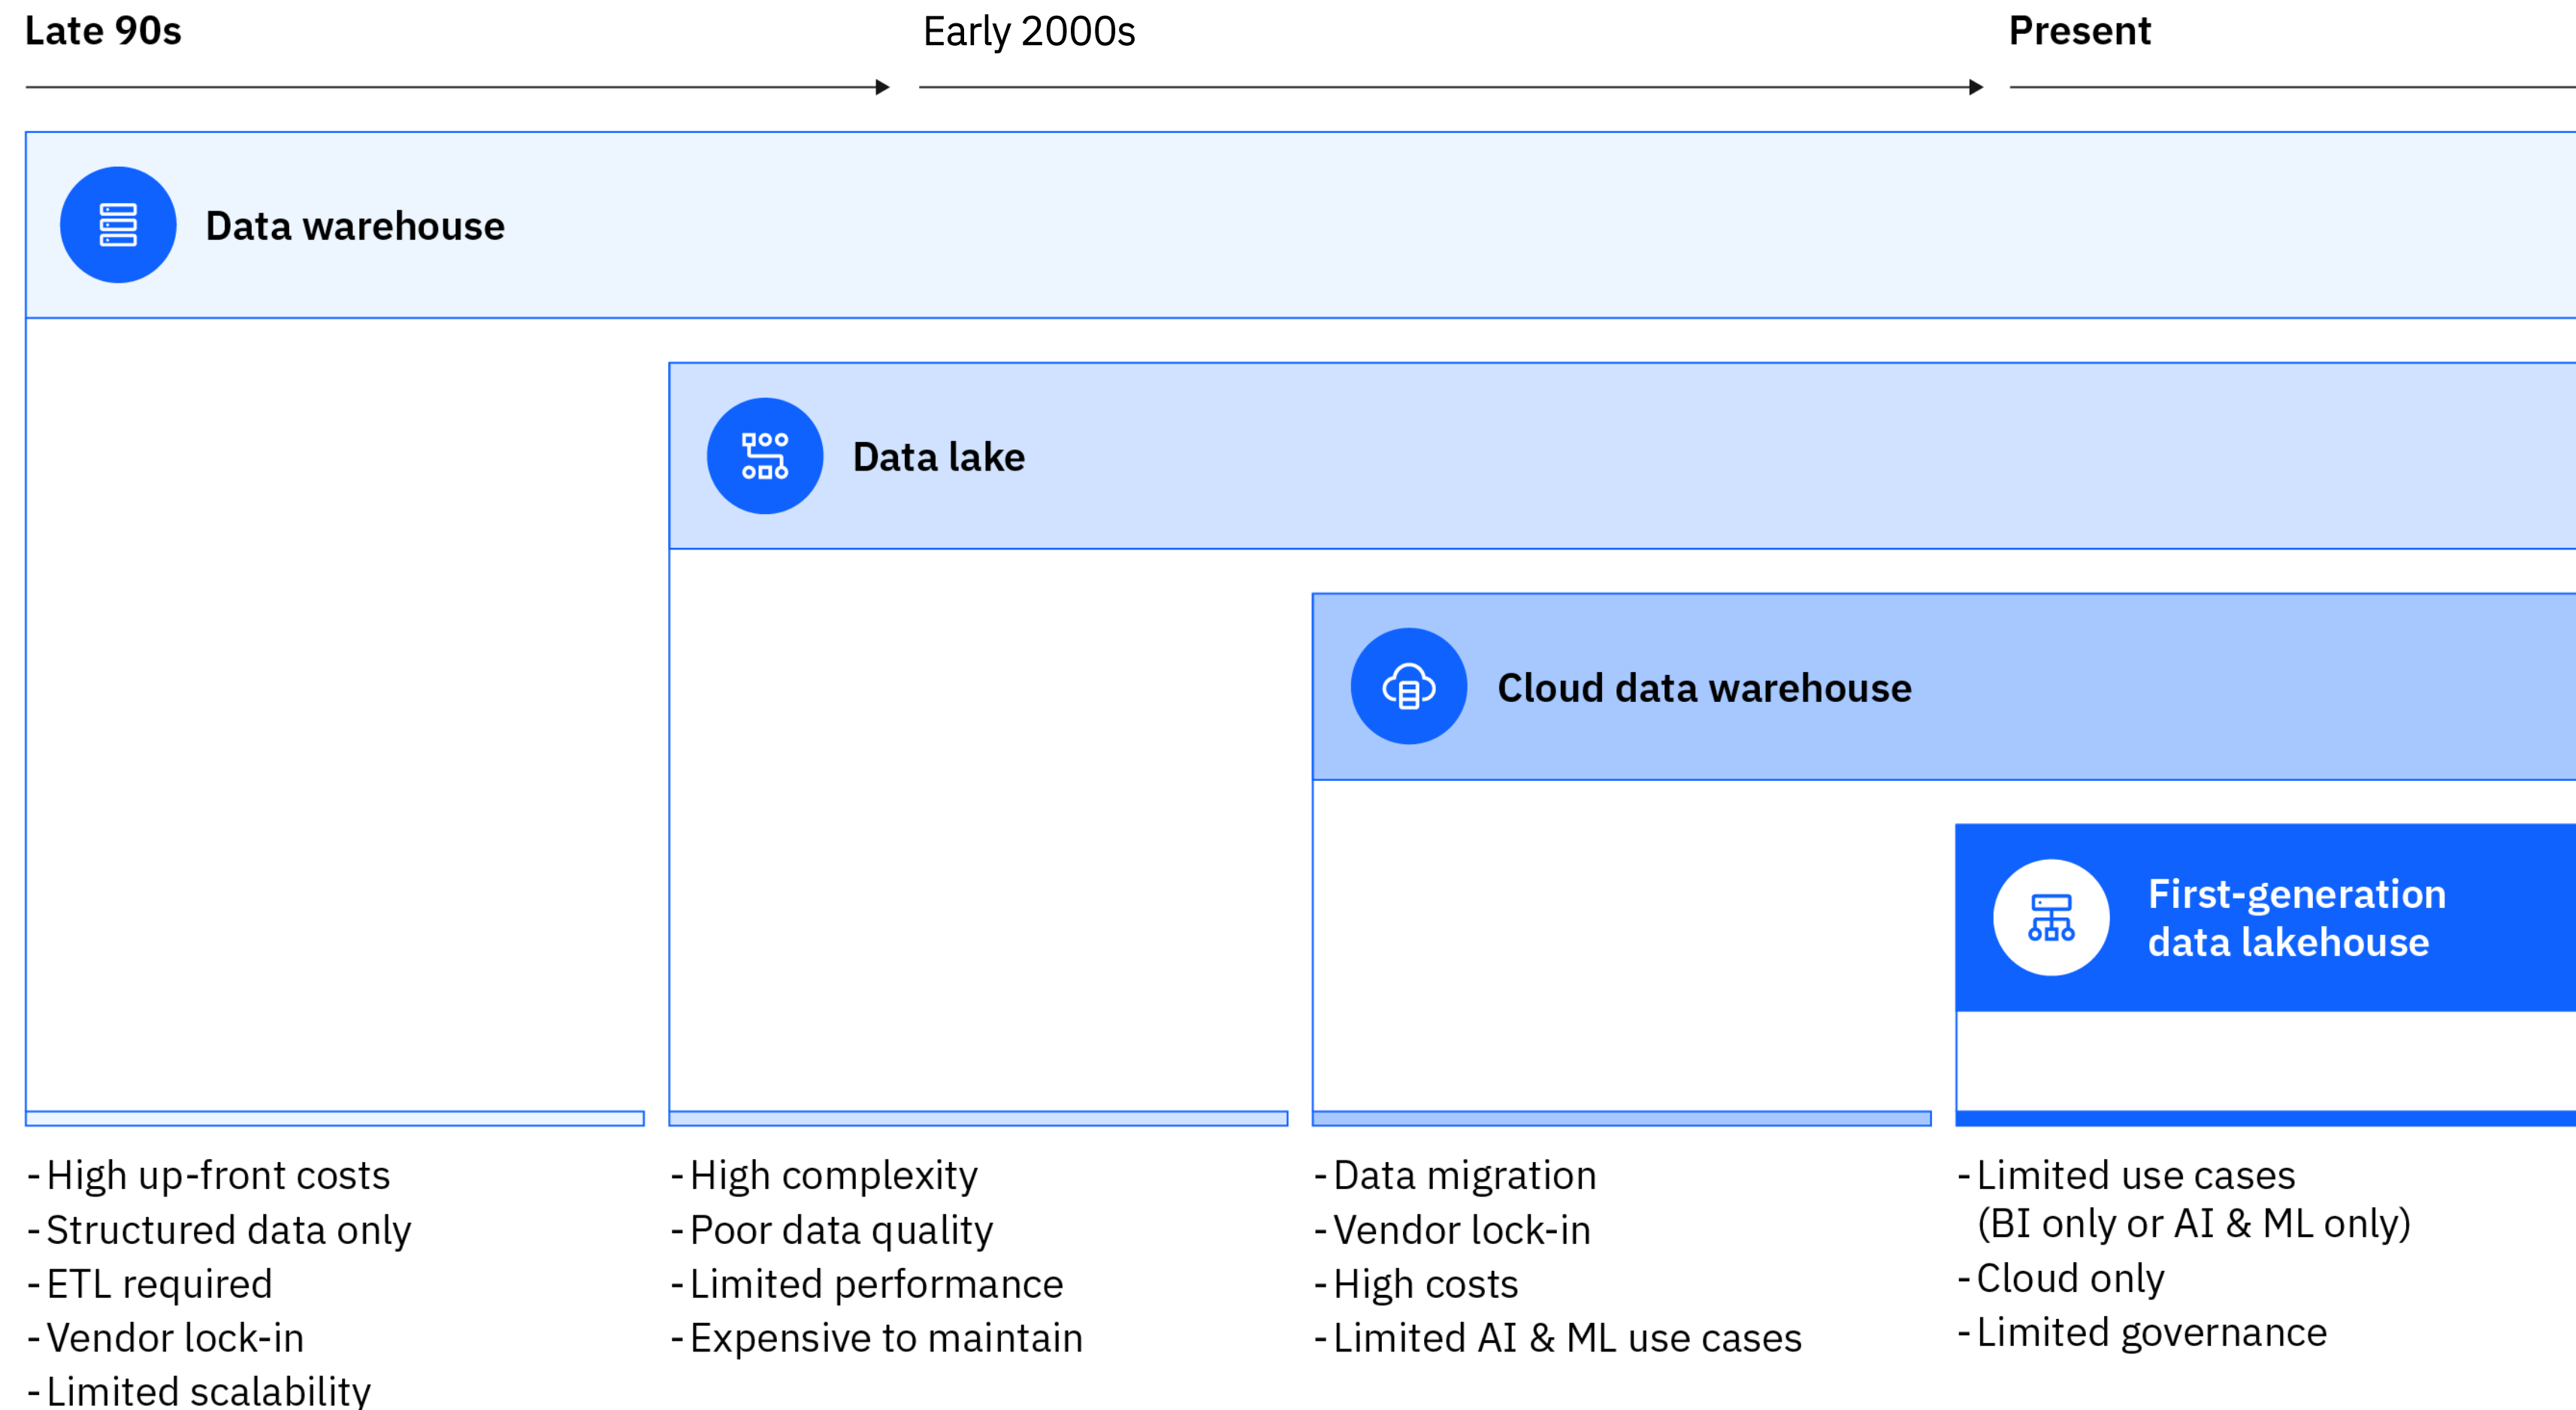 Late 90s
Early 2000s
Present
Data warehouse
Data lake
Cloud data warehouse
First-generation
data lakehouse
-High up-front costs
-Structured data only
-ETL required
-Vendor lock-in
-Limited scalability
-High complexity
-Poor data quality
-Limited performance
-Expensive to maintain
-Data migration
-Vendor lock-in
-High costs
-Limited AI & ML use cases
-Limited use cases
(BI only or AI & ML only)
-Cloud only
-Limited governance